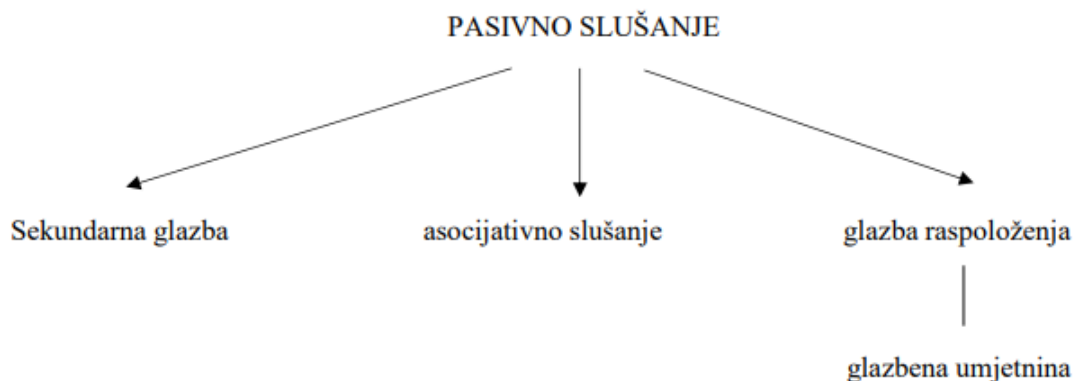 PASIVNO SLUŠANJE
Sekundarna glazba
asocijativno slušanje
glazba raspoloženja
glazbena umjetnina